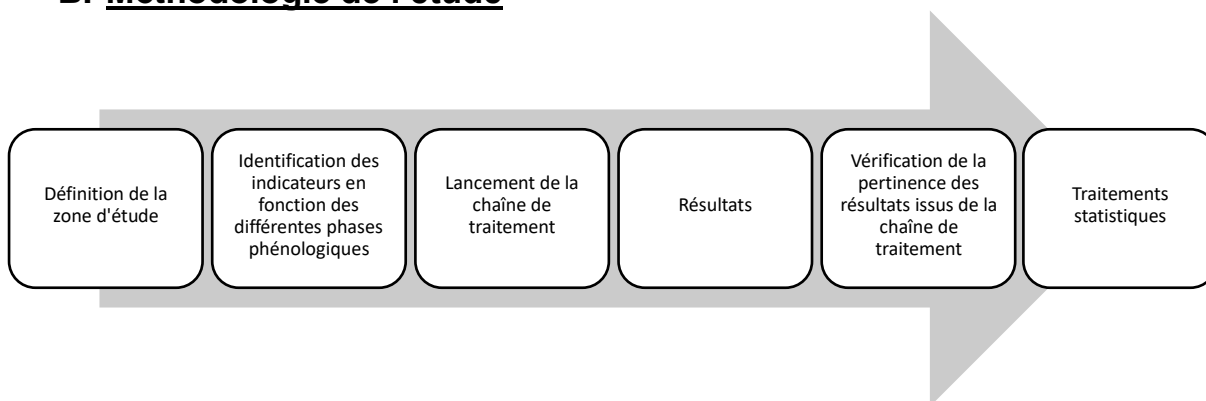 B. Méthodologie de l'étude
Définition de la
zone d'étude
Identification des
indicateurs en
fonction des
différentes phases
phénologiques
Lancement de la
chaîne de
traitement
Résultats
Vérification de la
pertinence des
résultats issus de la
chaîne de
traitement
Traitements
statistiques